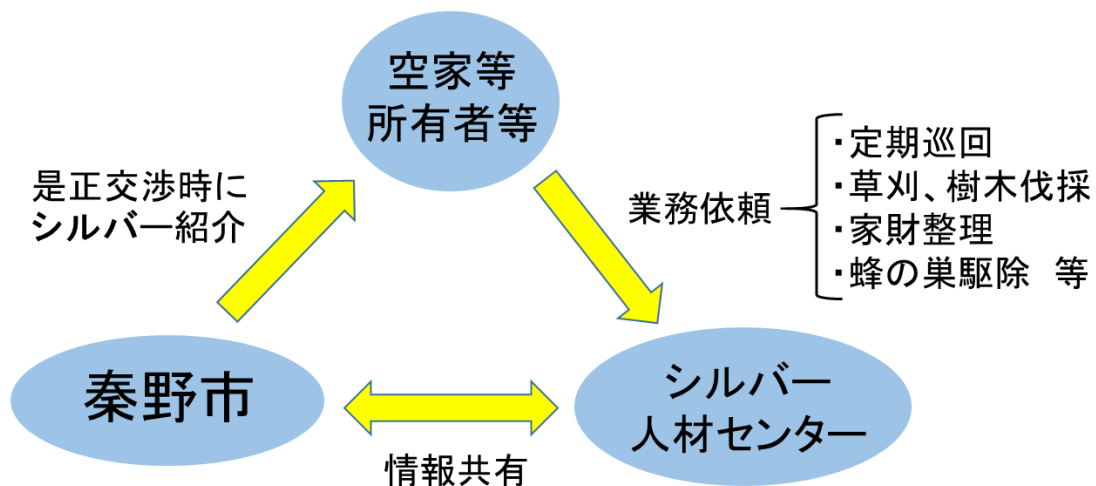 空家等
所有者等
是正交渉時に
シルバー紹介
業務依頼
・定期巡回
・草刈、樹木伐採
・家財整理
・蜂の巣駆除　等
秦野市
シルバー
人材センター
情報共有